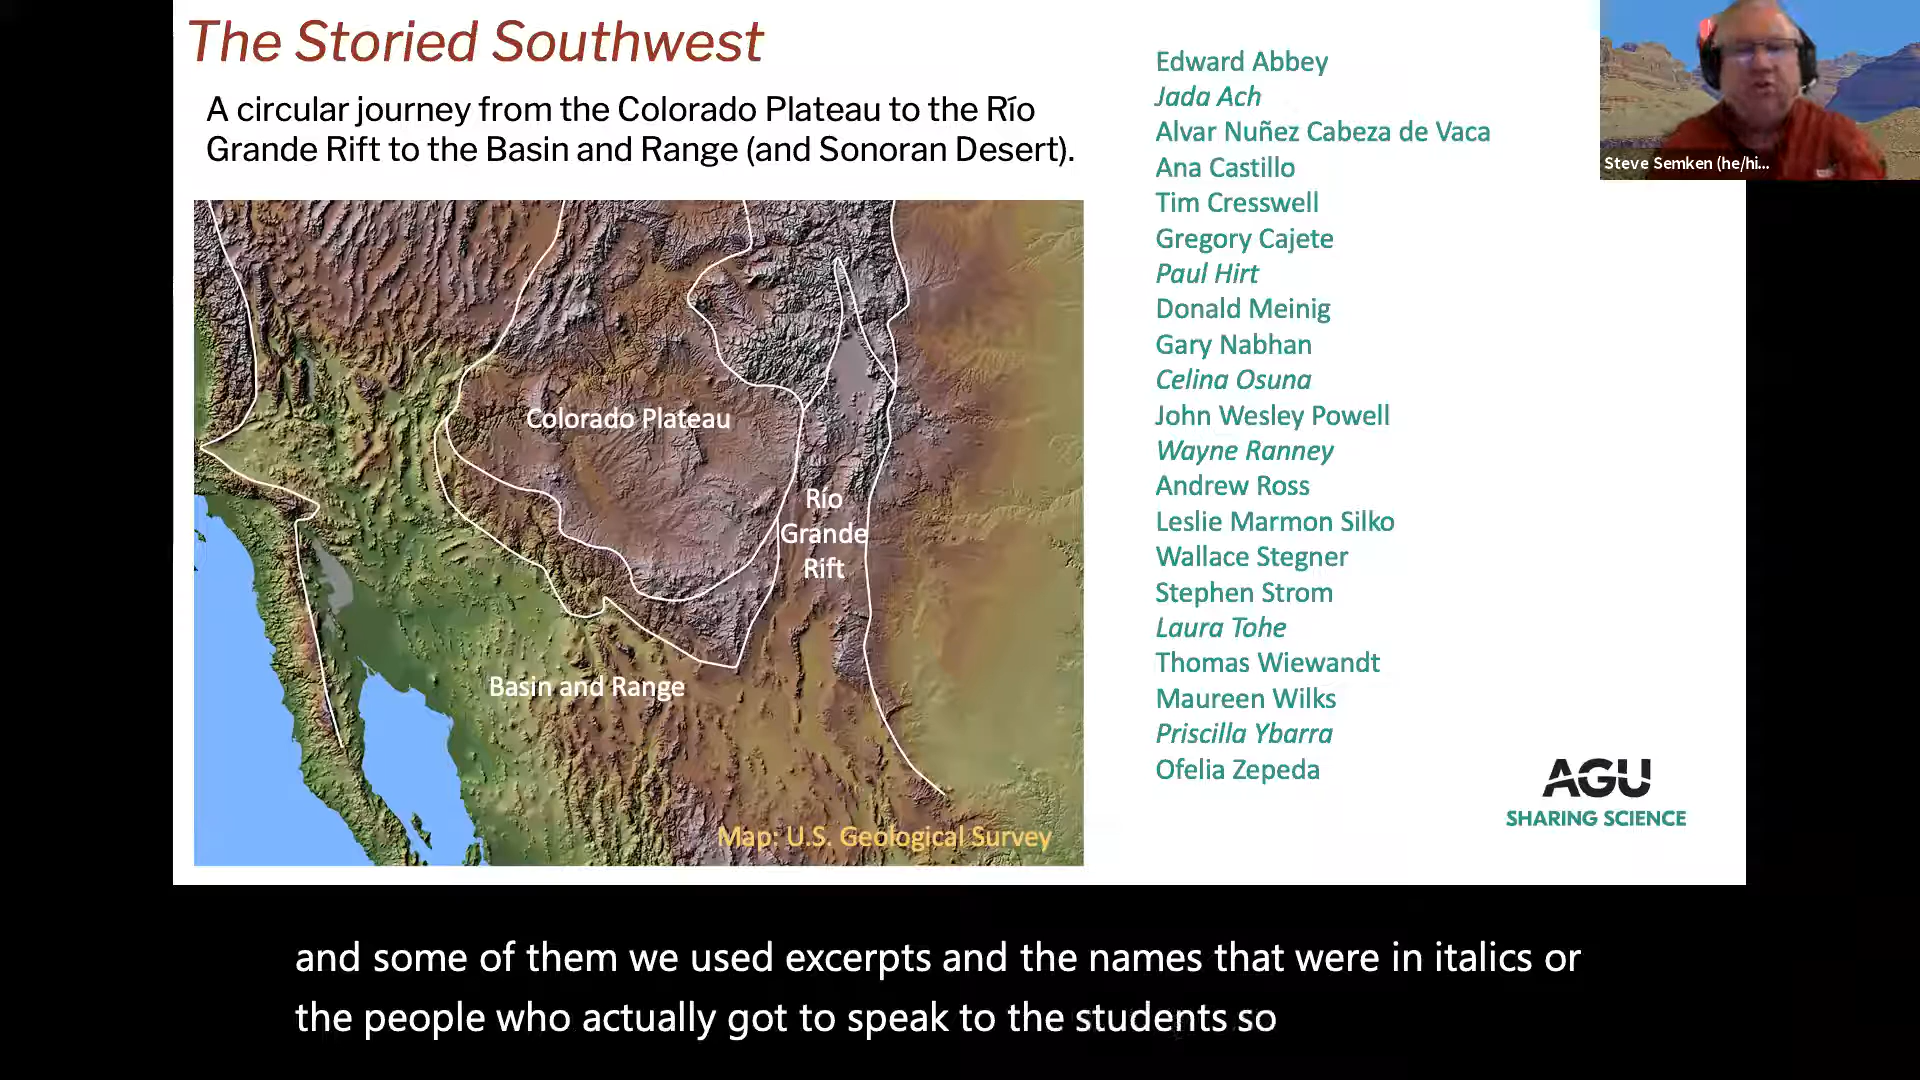 The Storied Southwest
A circular journey from the Colorado Plateau to the Río
Grande Rift to the Basin and Range (and Sonoran Desert).
Colorado Plateau
Río
Grande
Rift
Basin and Range
Map: U.S. Geological Survey
Edward Abbey
Jada Ach
Alvar Nuñez Cabeza de Vaca
Ana Castillo
Tim Cresswell
Gregory Cajete
Paul Hirt
Donald Meinig
Gary Nabhan
Celina Osuna
John Wesley Powell
Wayne Ranney
Andrew Ross
Leslie Marmon Silko
Wallace Stegner
Stephen Strom
Laura Tohe
Thomas Wiewandt
Maureen Wilks
Priscilla Ybarra
Ofelia Zepeda
AGU
SHARING SCIENCE
Steve Semken (he/hi...
and some of them we used excerpts and the names that were in italics or
the people who actually got to speak to the students so